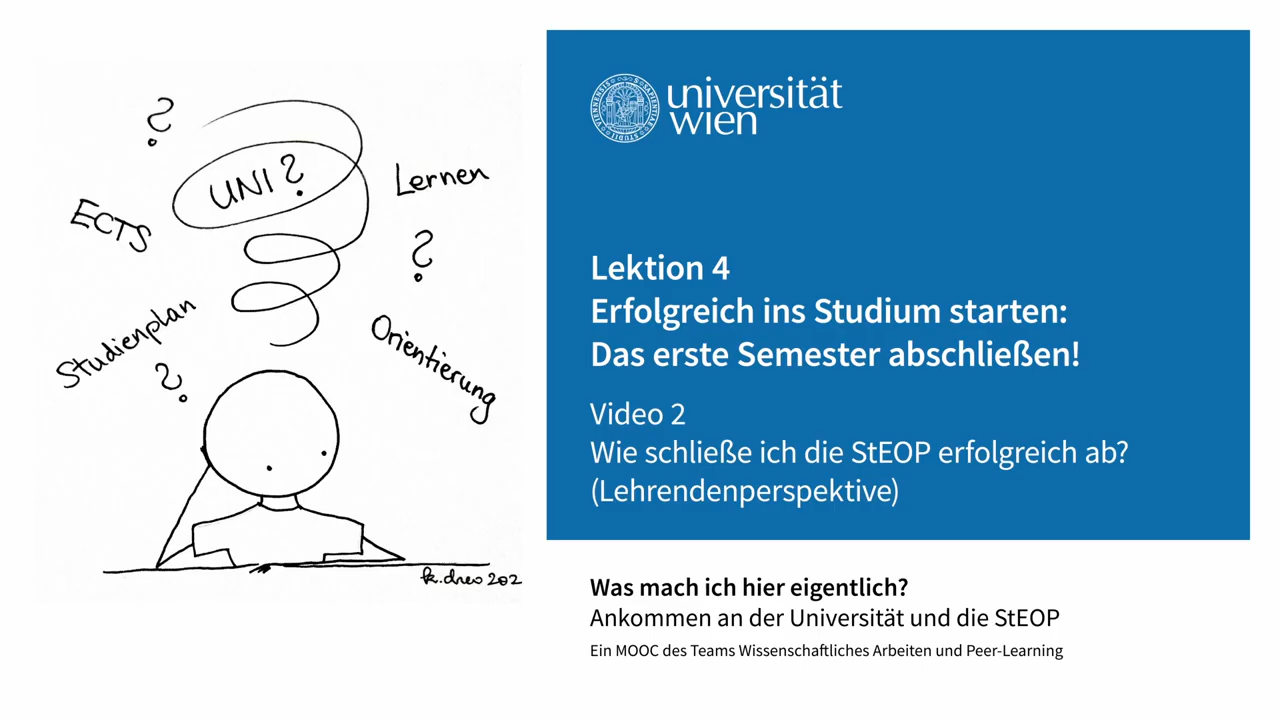 ?
UNI?
Lernen
ECTS
?
Studienplan
Orientierung
?
universität
wien
Lektion 4
Erfolgreich ins Studium starten:
Das erste Semester abschließen!
Video 2
Wie schließe ich die StEOP erfolgreich ab?
(Lehrendenperspektive)
Was mach ich hier eigentlich?
Ankommen an der Universität und die StEOP
Ein MOOC des Teams Wissenschaftliches Arbeiten und Peer-Learning